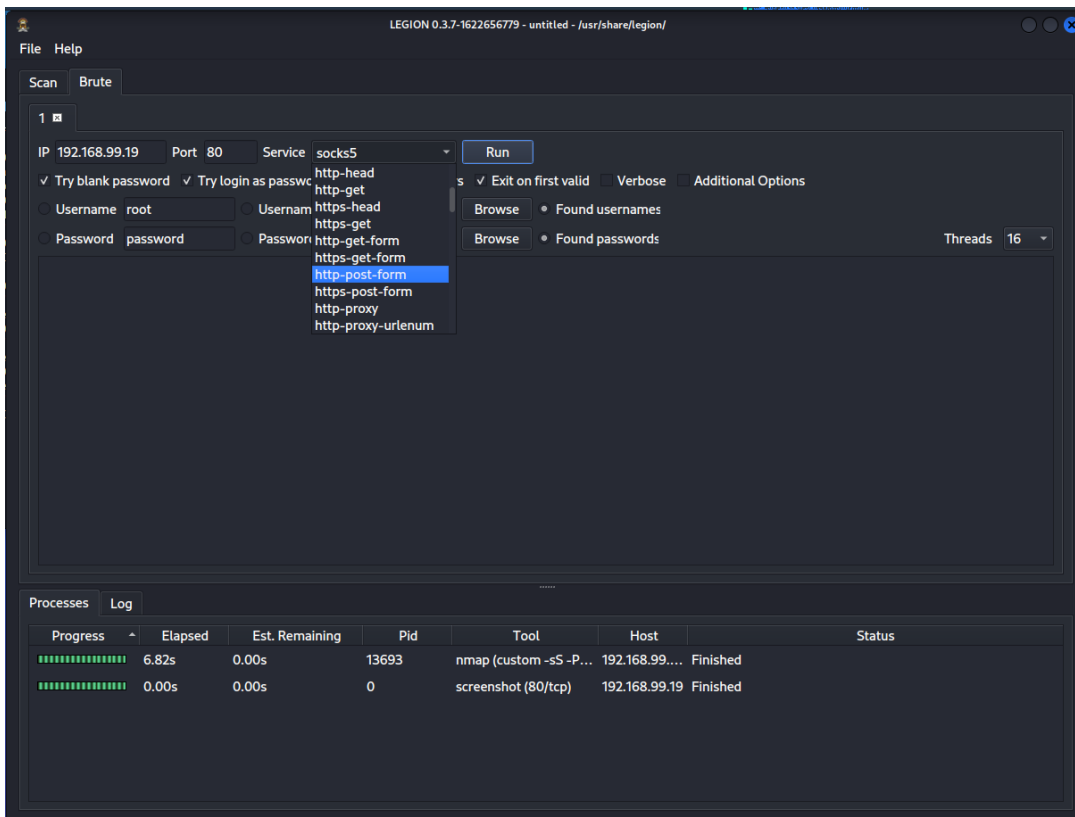 LEGION 0.3.7-1622656779 - untitled - /usr/share/legion/
File Help
Scan Brute
1
IP 192.168.99.19 Port 80 Service socks5 Run
http-head
Try blank password Try login as passwo s Exit on first valid Verbose Additional Options
http-get
https-head
Username root Usernam Browse Found usernames
https-get
http-get-form
Password password Passwor Browse Found passwords Threads 16
https-get-form
http-post-form
https-post-form
http-proxy
http-proxy-urlenum
Processes Log
Progress Elapsed Est. Remaining Pid Tool Host Status
6.82s 0.00s 13693 nmap (custom -sS -P... 192.168.99.... Finished
0.00s 0.00s 0 screenshot (80/tcp) 192.168.99.19 Finished